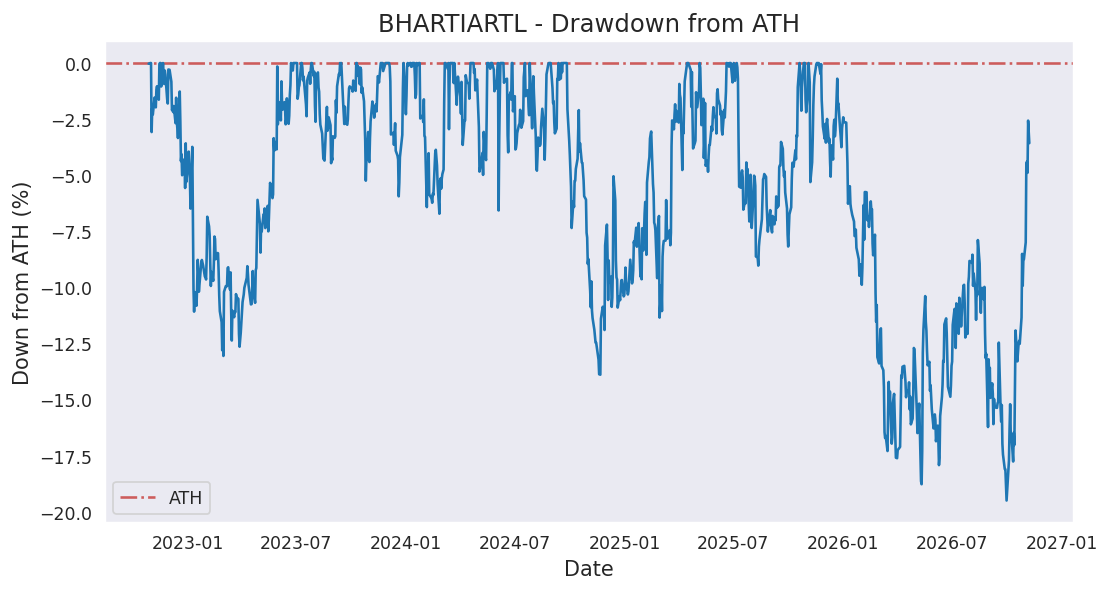 BHARTIARTL - Drawdown from ATH
Down from ATH (%)
0.0
−2.5
−5.0
−7.5
−10.0
−12.5
−15.0
−17.5
−20.0
ATH
2023-01 2023-07 2024-01 2024-07 2025-01 2025-07 2026-01 2026-07 2027-01
Date